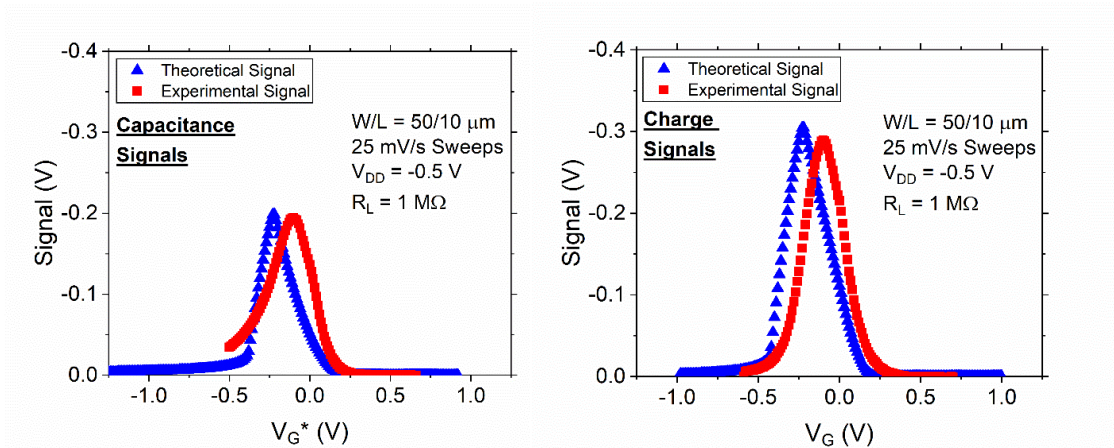 -0.4
-0.3
-0.2
-0.1
0.0
Signal (V)
Theoretical Signal
Experimental Signal
Capacitance
Signals
W/L = 50/10 μm
25 mV/s Sweeps
V_DD = -0.5 V
R_L = 1 MΩ
-1.0 -0.5 0.0 0.5 1.0
V_G* (V)
-0.4
-0.3
-0.2
-0.1
0.0
Signal (V)
Theoretical Signal
Experimental Signal
Charge
Signals
W/L = 50/10 μm
25 mV/s Sweeps
V_DD = -0.5 V
R_L = 1 MΩ
-1.0 -0.5 0.0 0.5 1.0
V_G (V)